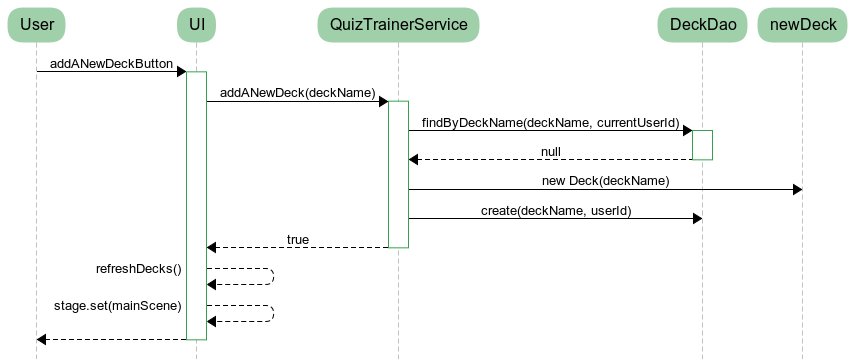 User UI QuizTrainerService DeckDao newDeck
addANewDeckButton
addANewDeck(deckName)
findByDeckName(deckName, currentUserId)
null
new Deck(deckName)
create(deckName, userId)
true
refreshDecks()
stage.set(mainScene)